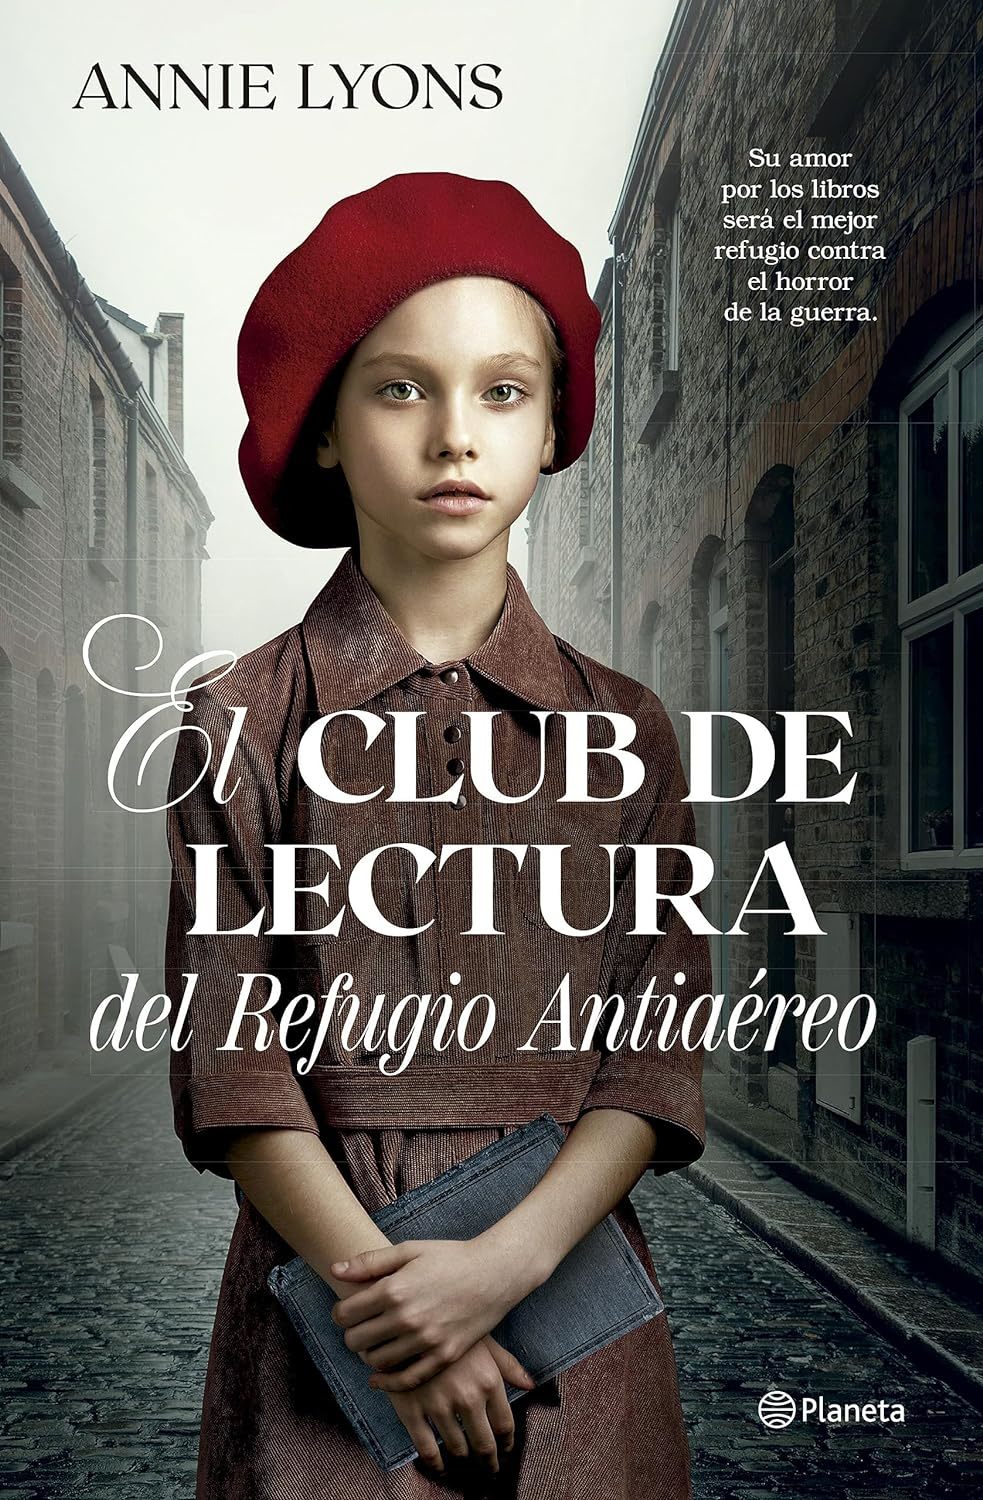 ANNIE LYONS
Su amor
por los libros
será el mejor
refugio contra
el horror
de la guerra.
El CLUB DE
LECTURA
del Refugio Antiaéreo
Planeta